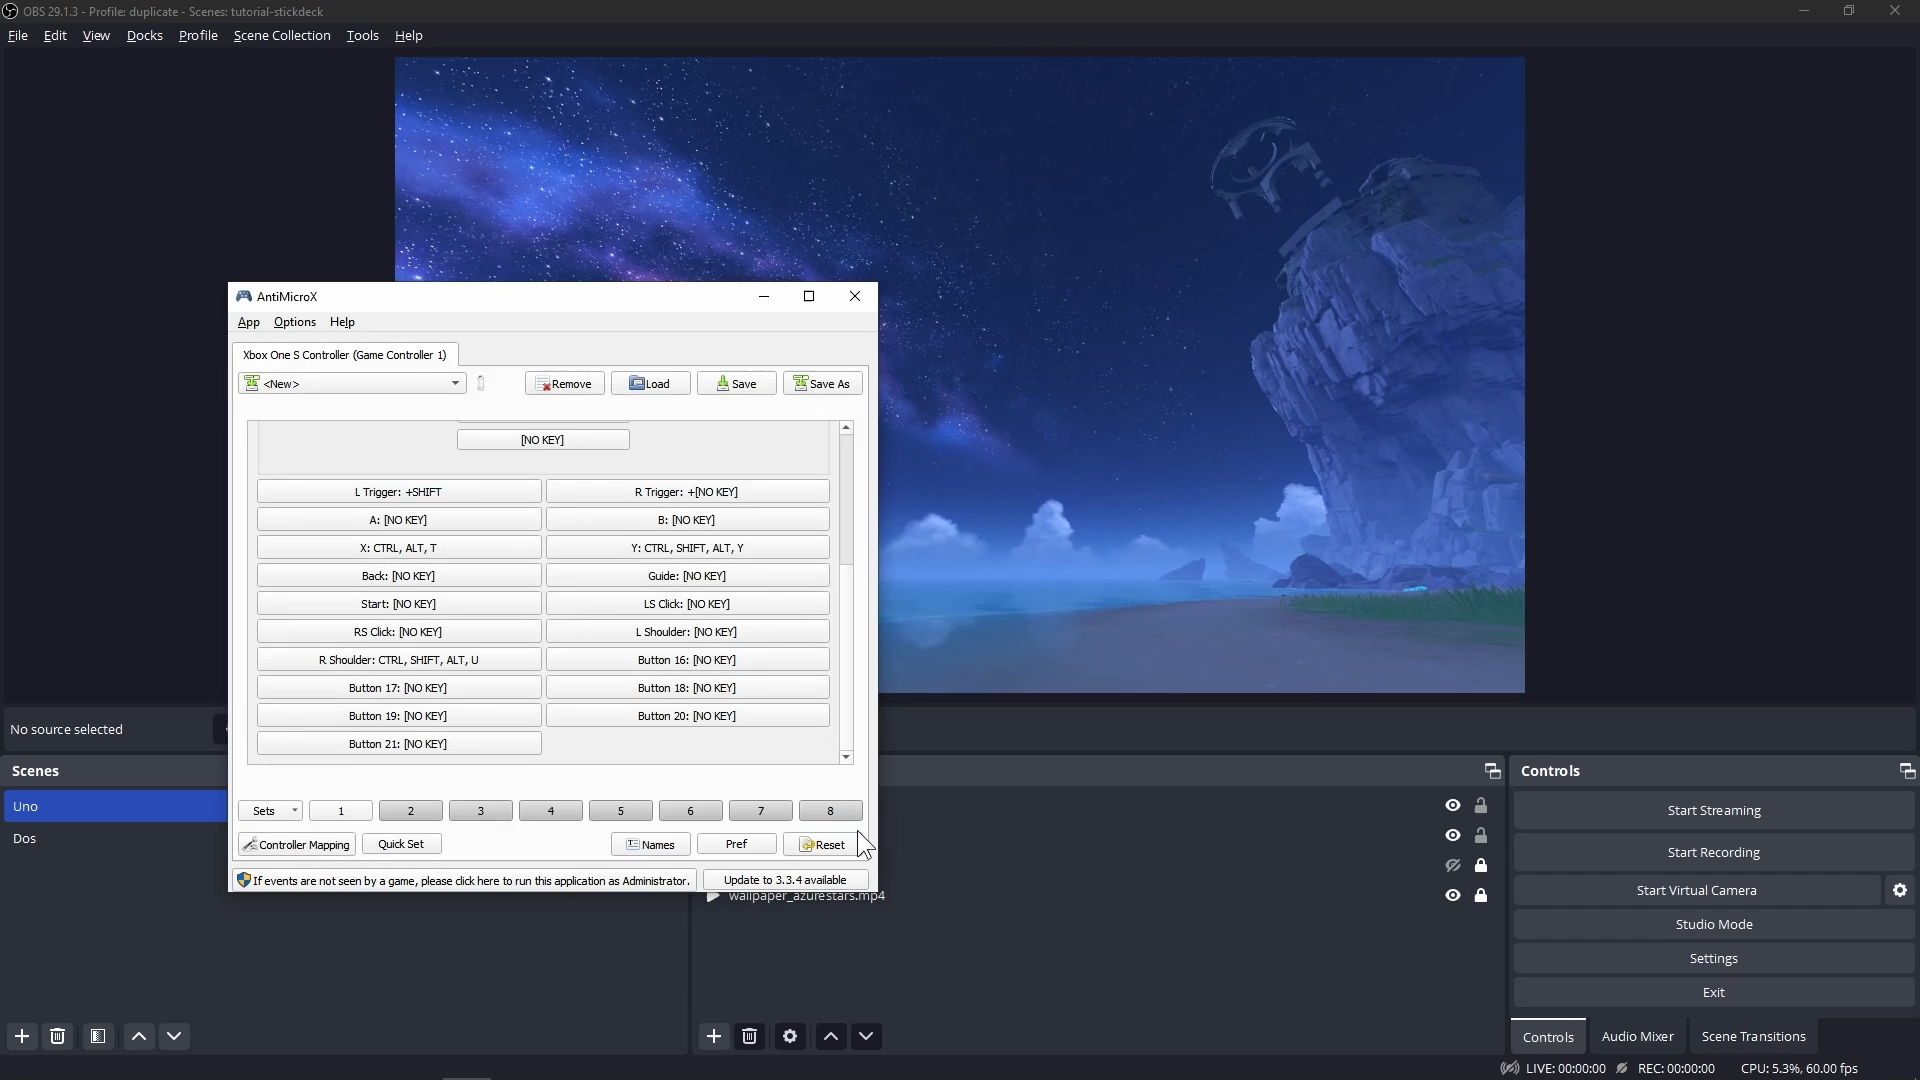 OBS 29.1.3 - Profile: duplicate - Scenes: tutorial-stickdeck
File Edit View Docks Profile Scene Collection Tools Help
AntiMicroX
App Options Help
Xbox One S Controller (Game Controller 1)
<New> Remove Load Save Save As
[NO KEY]
L Trigger: +SHIFT R Trigger: +[NO KEY]
A: [NO KEY] B: [NO KEY]
X: CTRL, ALT, T Y: CTRL, SHIFT, ALT, Y
Back: [NO KEY] Guide: [NO KEY]
Start: [NO KEY] LS Click: [NO KEY]
RS Click: [NO KEY] L Shoulder: [NO KEY]
R Shoulder: CTRL, SHIFT, ALT, U Button 16: [NO KEY]
Button 17: [NO KEY] Button 18: [NO KEY]
Button 19: [NO KEY] Button 20: [NO KEY]
Button 21: [NO KEY]
Sets 1 2 3 4 5 6 7 8
Controller Mapping Quick Set Names Pref Reset
If events are not seen by a game, please click here to run this application as Administrator. Update to 3.3.4 available
No source selected
Scenes
Uno
Dos
wallpaper_azurestars.mp4
Controls
Start Streaming
Start Recording
Start Virtual Camera
Studio Mode
Settings
Exit
Controls Audio Mixer Scene Transitions
LIVE: 00:00:00 REC: 00:00:00 CPU: 5.3%, 60.00 fps